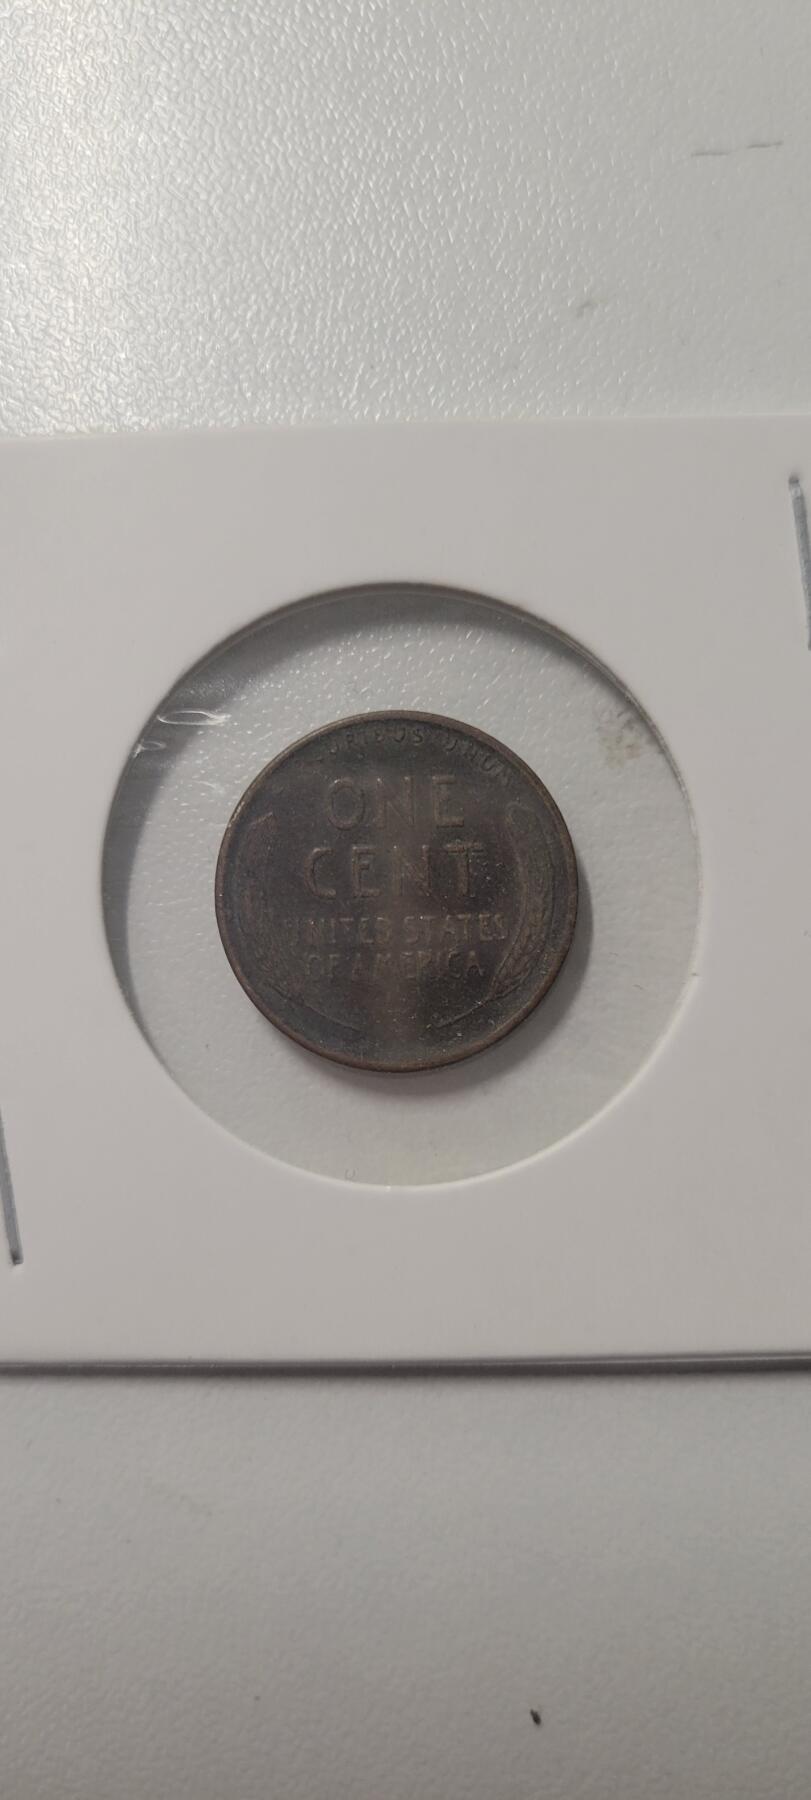 PLURIBUS UNUM
ONE
CENT
UNITED STATES
OF AMERICA